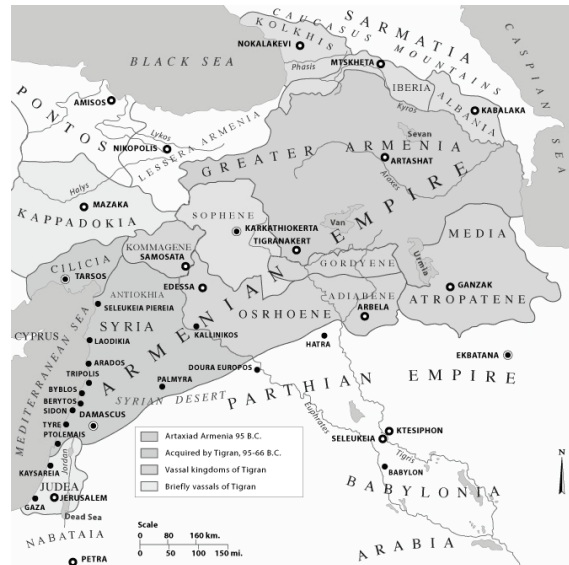 SARMATIA
CAUCASUS MOUNTAINS
KOLKHIS
NOKALAKEVI
BLACK SEA
CASPIAN SEA
Phasis
MTSKHETA
IBERIA
ALBANIA
KABALAKA
Kyros
AMISOS
PONTOS
Lykos
NIKOPOLIS
LESSERA ARMENIA
GREATER ARMENIA
Sevan
ARTASHAT
Araxes
Halys
MAZAKA
KAPPADOKIA
SOPHENE
KARKATHIOKERTA
TIGRANAKERT
Van
ARMENIAN EMPIRE
KOMMAGENE
SAMOSATA
GORDYENE
Urmia
MEDIA
ATROPATENE
GANZAK
CILICIA
TARSOS
EDESSA
ADIABENE
ARBELA
ANTIOKHIA
SELEUKEIA PIEREIA
OSRHOENE
CYPRUS
SYRIA
KALLINIKOS
LAODIKIA
HATRA
EKBATANA
MEDITERRANEAN SEA
ARADOS
TRIPOLIS
DOURA EUROPOS
PALMYRA
PARTHIAN EMPIRE
BYBLOS
BERYTOS
SYRIAN DESERT
SIDON
DAMASCUS
Euphrates
TYRE
PTOLEMAIS
KTESIPHON
SELEUKEIA
Tigris
Jordan
KAYSAREIA
BABYLON
BABYLONIA
JUDEA
JERUSALEM
GAZA
Dead Sea
NABATAIA
PETRA
ARABIA
Artaxiad Armenia 95 B.C.
Acquired by Tigran, 95-66 B.C.
Vassal kingdoms of Tigran
Briefly vassals of Tigran
Scale
0 80 160 km.
0 50 100 150 mi.
N